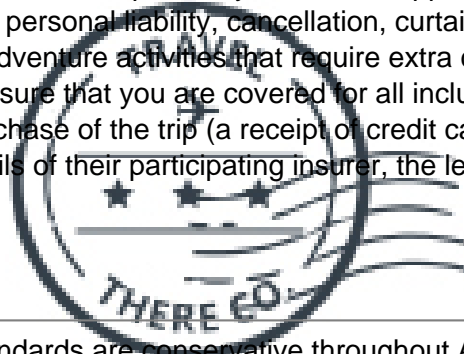 personal liability, cancellation, curtai
dventure activities that require extra
sure that you are covered for all inclu
chase of the trip (a receipt of credit ca
ls of their participating insurer, the le
TRAVEL
THERE CO.
ndards are conservative throughout